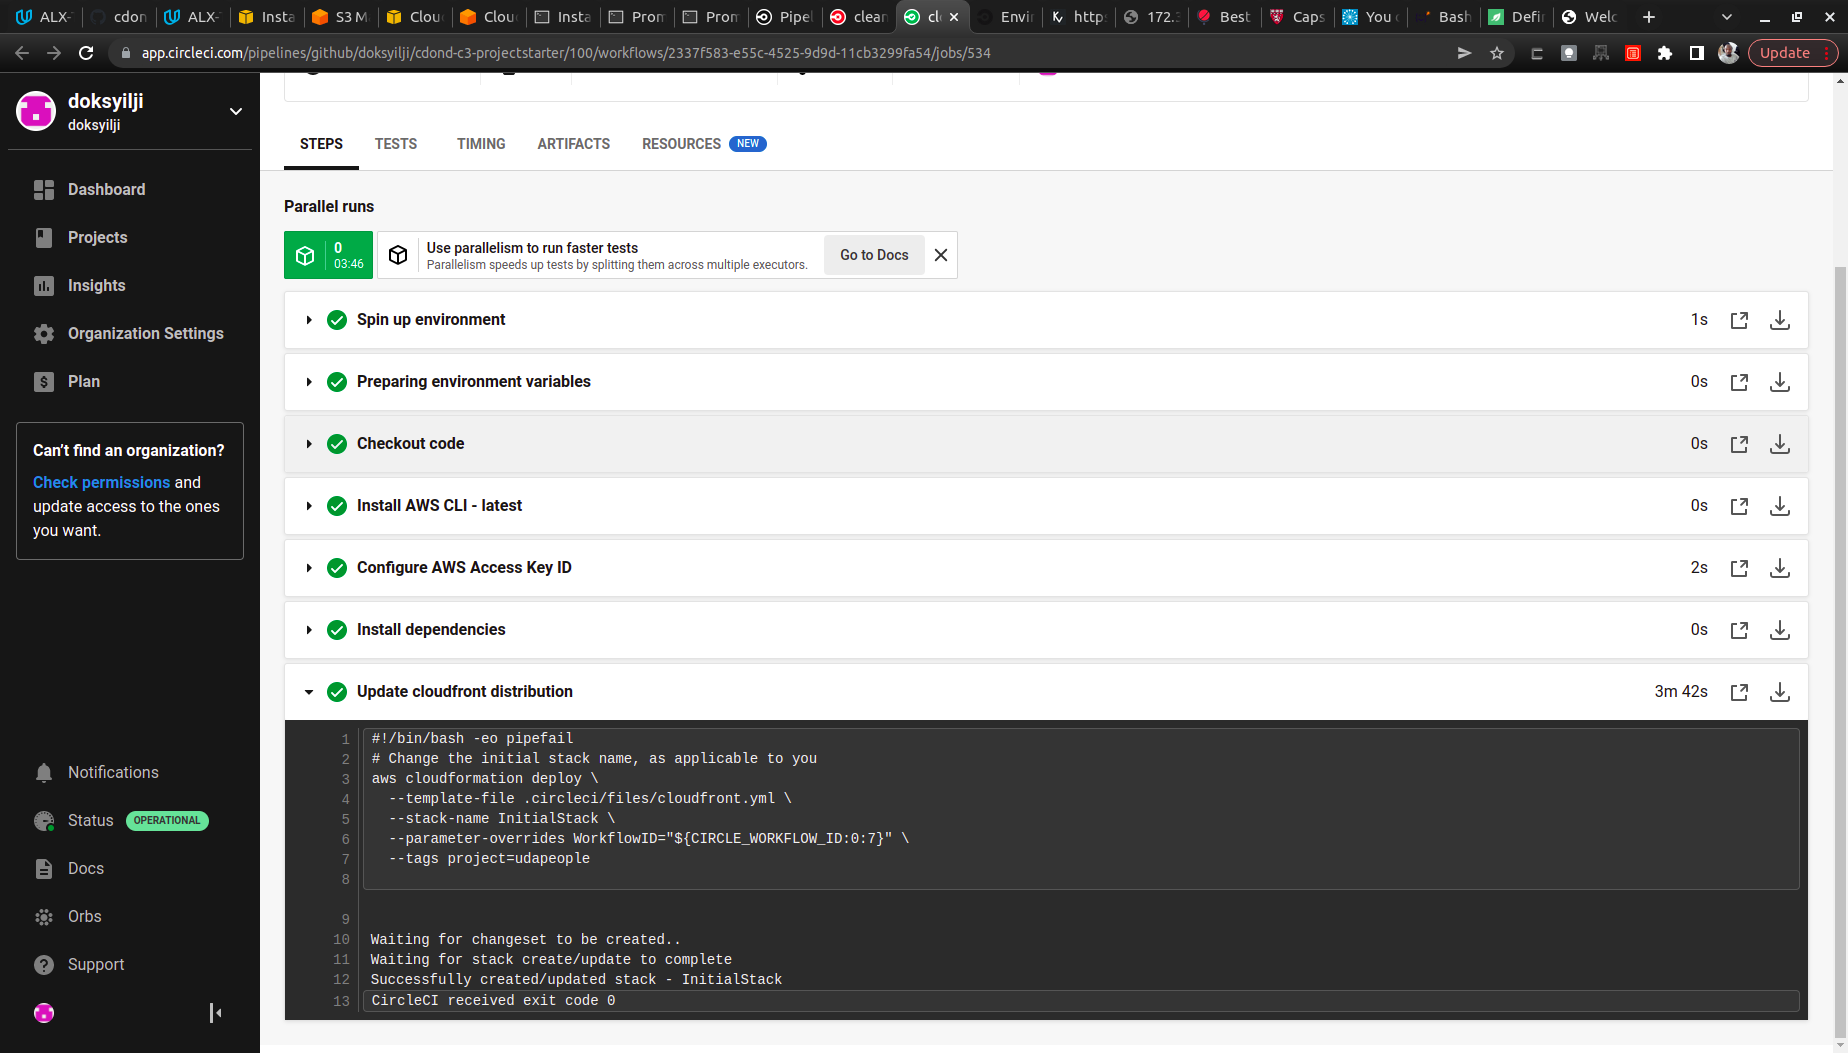 ALX-
cdon
ALX-
Insta
S3 M
Clou
Clou
Insta
Prom
Prom
Pipel
clean
cl
Envir
http
172.
Best
Caps
You
Bash
Defin
Welc
app.circleci.com/pipelines/github/doksyilji/cdond-c3-projectstarter/100/workflows/2337f583-e55c-4525-9d9d-11cb3299fa54/jobs/534
Update
doksyilji
doksyilji
Dashboard
Projects
Insights
Organization Settings
Plan
Can't find an organization?
Check permissions and
update access to the ones
you want.
Notifications
Status OPERATIONAL
Docs
Orbs
Support
STEPS TESTS TIMING ARTIFACTS RESOURCES NEW
Parallel runs
0
03:46
Use parallelism to run faster tests
Parallelism speeds up tests by splitting them across multiple executors.
Go to Docs
Spin up environment 1s
Preparing environment variables 0s
Checkout code 0s
Install AWS CLI - latest 0s
Configure AWS Access Key ID 2s
Install dependencies 0s
Update cloudfront distribution 3m 42s
1 #!/bin/bash -eo pipefail
2 # Change the initial stack name, as applicable to you
3 aws cloudformation deploy \
4 --template-file .circleci/files/cloudfront.yml \
5 --stack-name InitialStack \
6 --parameter-overrides WorkflowID="${CIRCLE_WORKFLOW_ID:0:7}" \
7 --tags project=udapeople
8
9
10 Waiting for changeset to be created..
11 Waiting for stack create/update to complete
12 Successfully created/updated stack - InitialStack
13 CircleCI received exit code 0